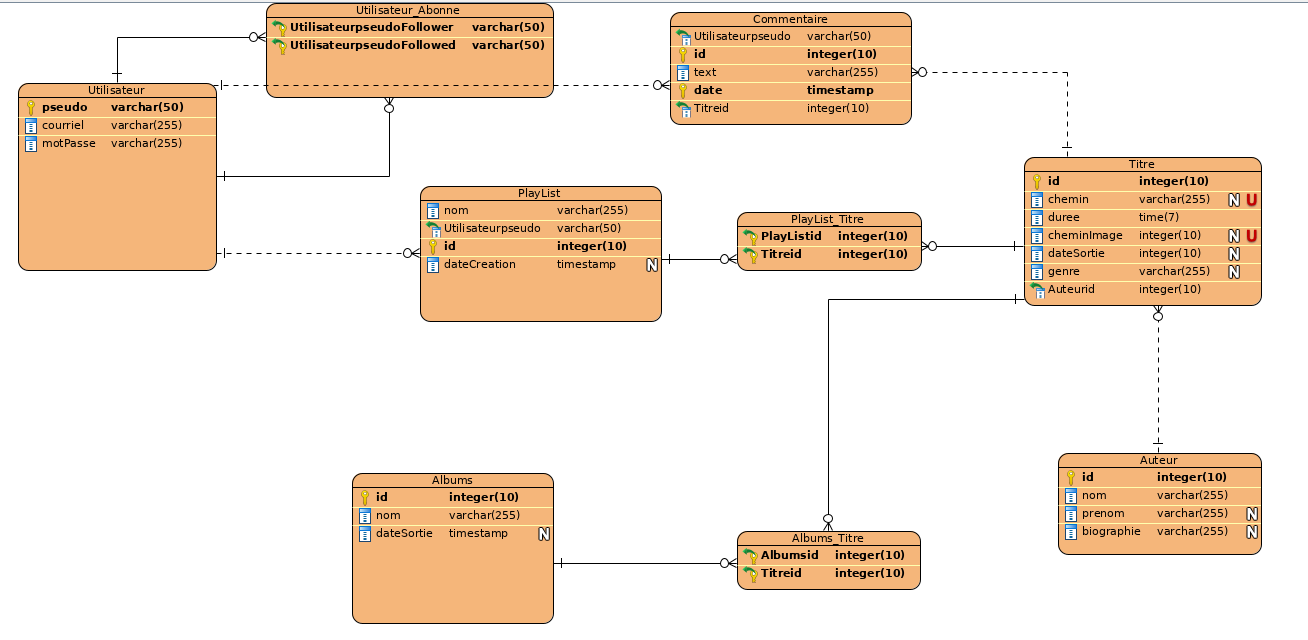 Utilisateur_Abonne
UtilisateurpseudoFollower varchar(50)
UtilisateurpseudoFollowed varchar(50)
Commentaire
Utilisateurpseudo varchar(50)
id integer(10)
text varchar(255)
date timestamp
Titreid integer(10)
Utilisateur
pseudo varchar(50)
courriel varchar(255)
motPasse varchar(255)
Titre
id integer(10)
chemin varchar(255) N U
duree time(7)
cheminImage integer(10) N U
dateSortie integer(10) N
genre varchar(255) N
Auteurid integer(10)
PlayList
nom varchar(255)
Utilisateurpseudo varchar(50)
id integer(10)
dateCreation timestamp N
PlayList_Titre
PlayListid integer(10)
Titreid integer(10)
Auteur
id integer(10)
nom varchar(255)
prenom varchar(255) N
biographie varchar(255) N
Albums
id integer(10)
nom varchar(255)
dateSortie timestamp N
Albums_Titre
Albumsid integer(10)
Titreid integer(10)